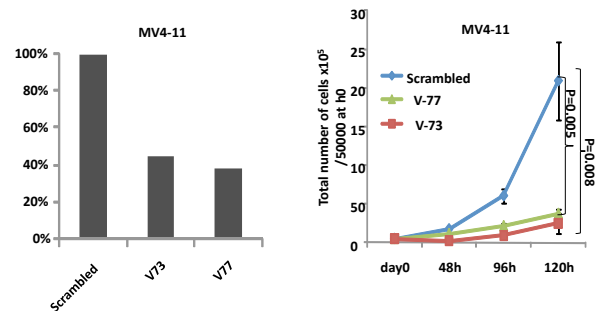 MV4-11
100%
80%
60%
40%
20%
0%
Scrambled
V73
V77
MV4-11
Total number of cells x10⁵
/50000 at h0
30
25
20
15
10
50
0
Scrambled
V-77
V-73
P=0.005
P=0.008
day0
48h
96h
120h